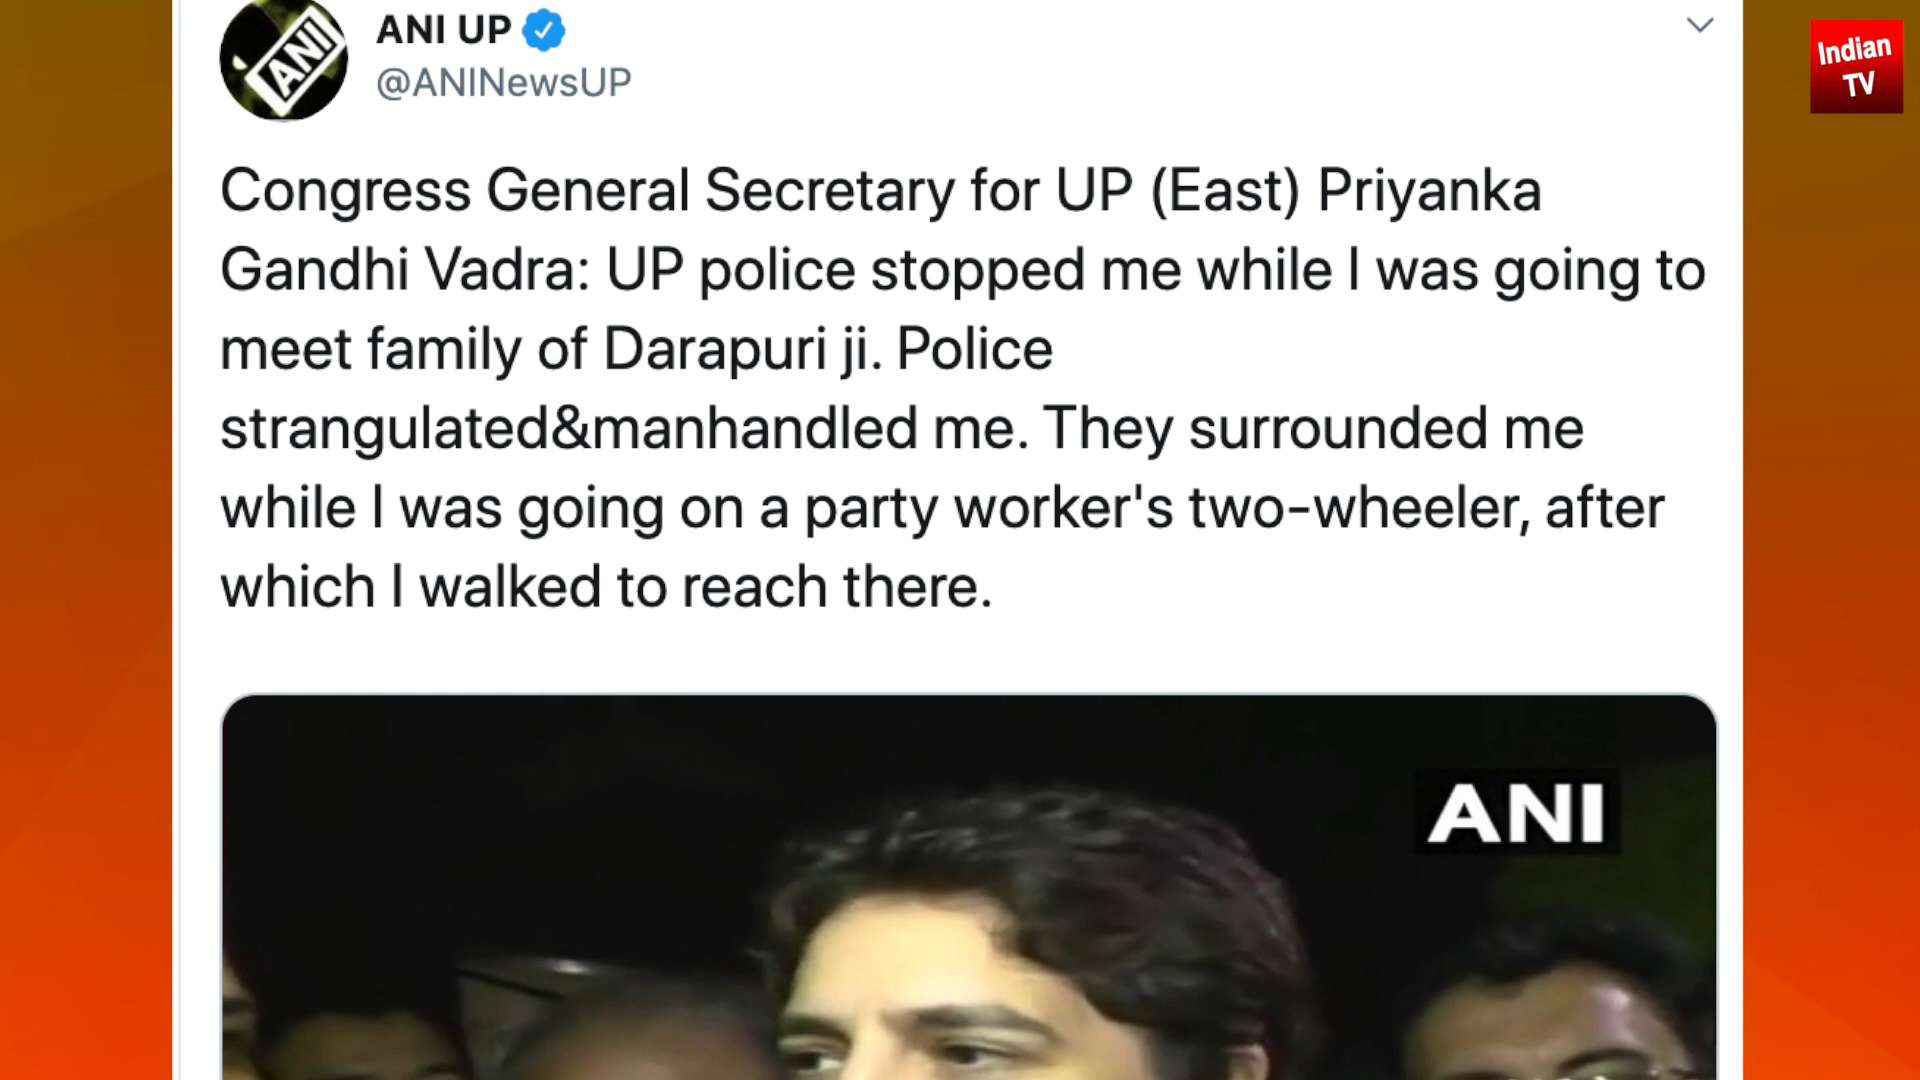 ANI
ANI UP
@ANINewsUP
Indian
TV
Congress General Secretary for UP (East) Priyanka
Gandhi Vadra: UP police stopped me while I was going to
meet family of Darapuri ji. Police
strangulated&manhandled me. They surrounded me
while I was going on a party worker's two-wheeler, after
which I walked to reach there.
ANI